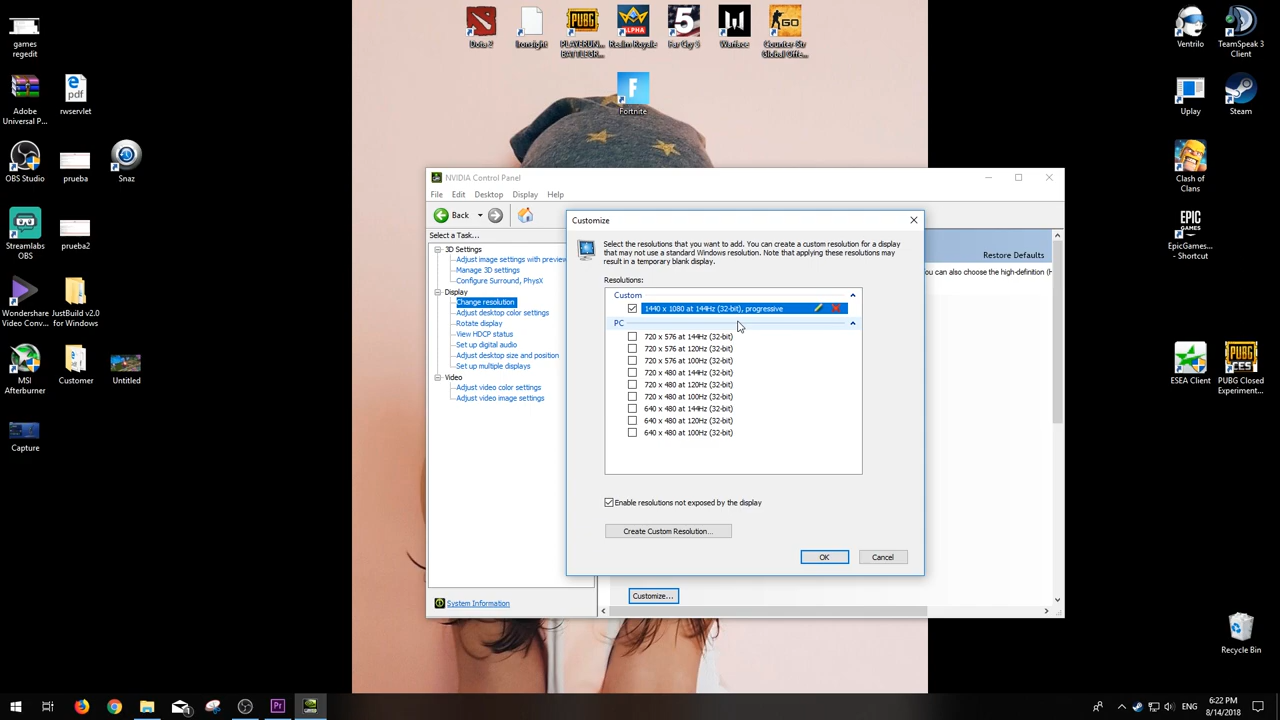 games
regedit
Adobe
Universal P...
rwservlet
OBS Studio
prueba
Snaz
Streamlabs
OBS
prueba2
Wondershare
Video Conv...
JustBuild v2.0
for Windows
MSI
Afterburner
Customer
Untitled
Capture
Dota 2
Ironsight
PLAYERUN...
BATTLEGR...
Realm Royale
Far Cry 5
Warface
Counter-Str
Global Offe...
Fortnite
Ventrilo
TeamSpeak 3
Client
Uplay
Steam
Clash of
Clans
EPIC
GAMES
EpicGames...
- Shortcut
ESEA Client
PUBG Closed
Experiment...
Recycle Bin
NVIDIA Control Panel
File Edit Desktop Display Help
Back
Select a Task...
3D Settings
Adjust image settings with preview
Manage 3D settings
Configure Surround, PhysX
Display
Change resolution
Adjust desktop color settings
Rotate display
View HDCP status
Set up digital audio
Adjust desktop size and position
Set up multiple displays
Video
Adjust video color settings
Adjust video image settings
System Information
Restore Defaults
ou can also choose the high-definition (H
Customize...
Customize
Select the resolutions that you want to add. You can create a custom resolution for a display
that may not use a standard Windows resolution. Note that applying these resolutions may
result in a temporary blank display.
Resolutions:
Custom
1440 x 1080 at 144Hz (32-bit), progressive
PC
720 x 576 at 144Hz (32-bit)
720 x 576 at 120Hz (32-bit)
720 x 576 at 100Hz (32-bit)
720 x 480 at 144Hz (32-bit)
720 x 480 at 120Hz (32-bit)
720 x 480 at 100Hz (32-bit)
640 x 480 at 144Hz (32-bit)
640 x 480 at 120Hz (32-bit)
640 x 480 at 100Hz (32-bit)
Enable resolutions not exposed by the display
Create Custom Resolution...
OK
Cancel
ENG
6:22 PM
8/14/2018